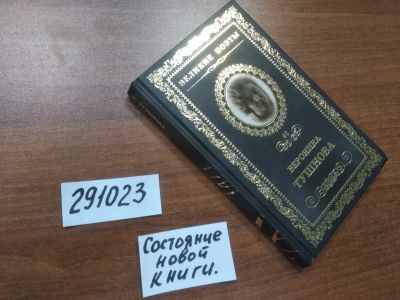 ВЕЛИКИЕ ПОЭТЫ
ВЕРОНИКА
ТУШНОВА
291023
Состояние
новой
книги.